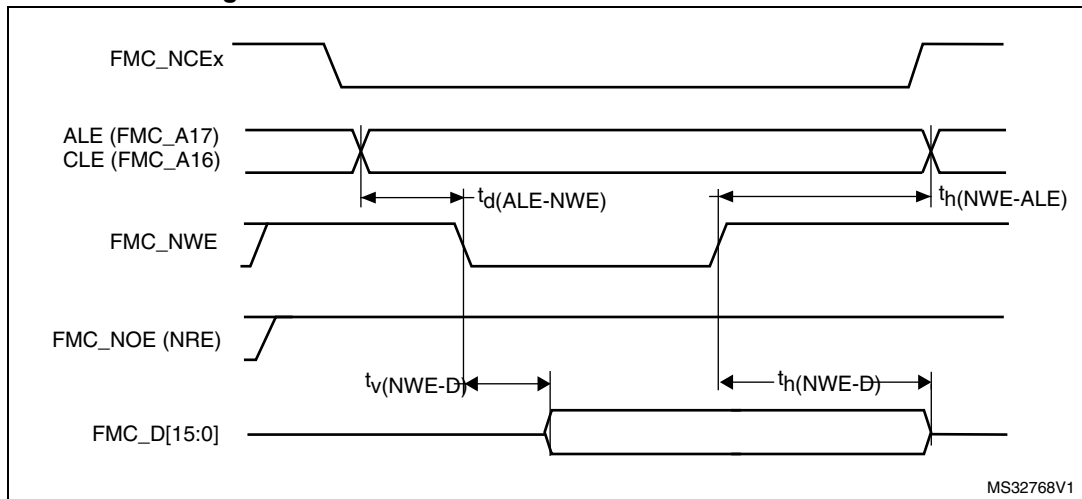 FMC_NCEx
ALE (FMC_A17)
CLE (FMC_A16)
td(ALE-NWE)
th(NWE-ALE)
FMC_NWE
FMC_NOE (NRE)
tv(NWE-D)
th(NWE-D)
FMC_D[15:0]
MS32768V1